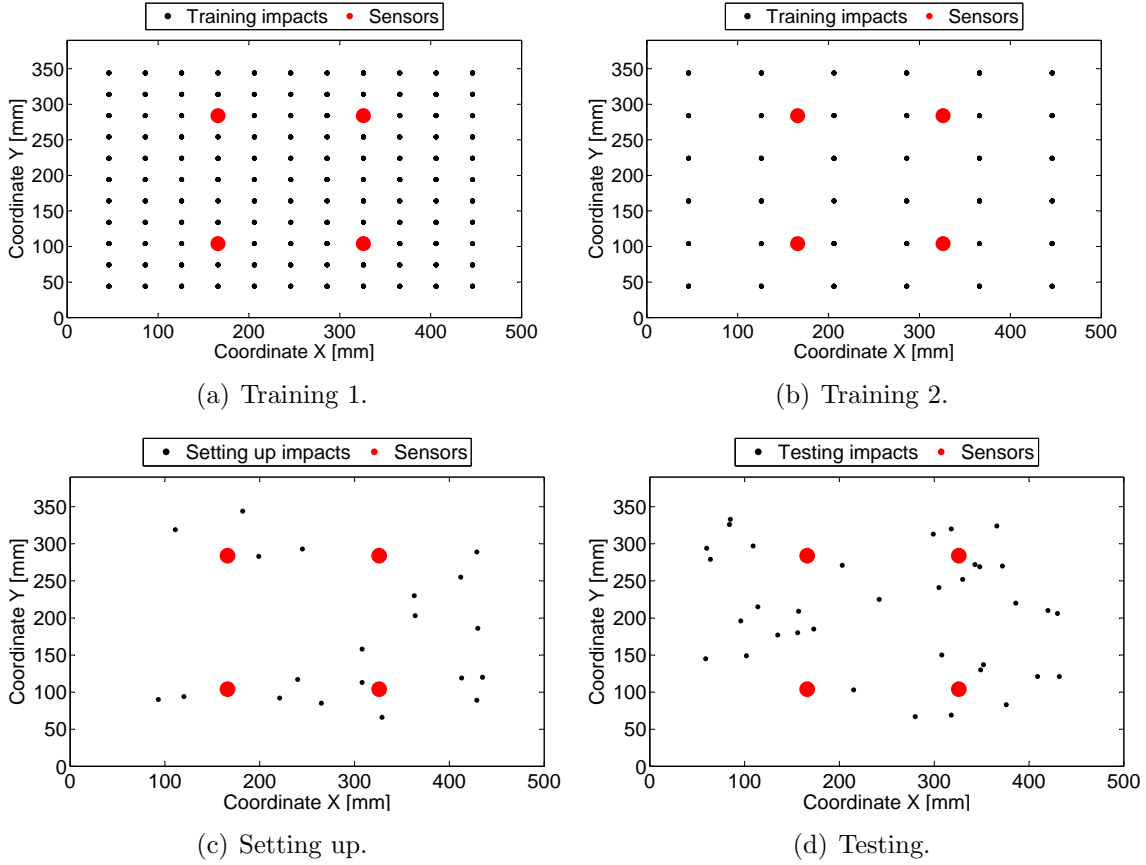 Training impacts Sensors
350
300
250
200
150
100
50
0
0 100 200 300 400 500
Coordinate Y [mm]
Coordinate X [mm]
(a) Training 1.
Training impacts Sensors
350
300
250
200
150
100
50
0
0 100 200 300 400 500
Coordinate Y [mm]
Coordinate X [mm]
(b) Training 2.
Setting up impacts Sensors
350
300
250
200
150
100
50
0
0 100 200 300 400 500
Coordinate Y [mm]
Coordinate X [mm]
(c) Setting up.
Testing impacts Sensors
350
300
250
200
150
100
50
0
0 100 200 300 400 500
Coordinate Y [mm]
Coordinate X [mm]
(d) Testing.